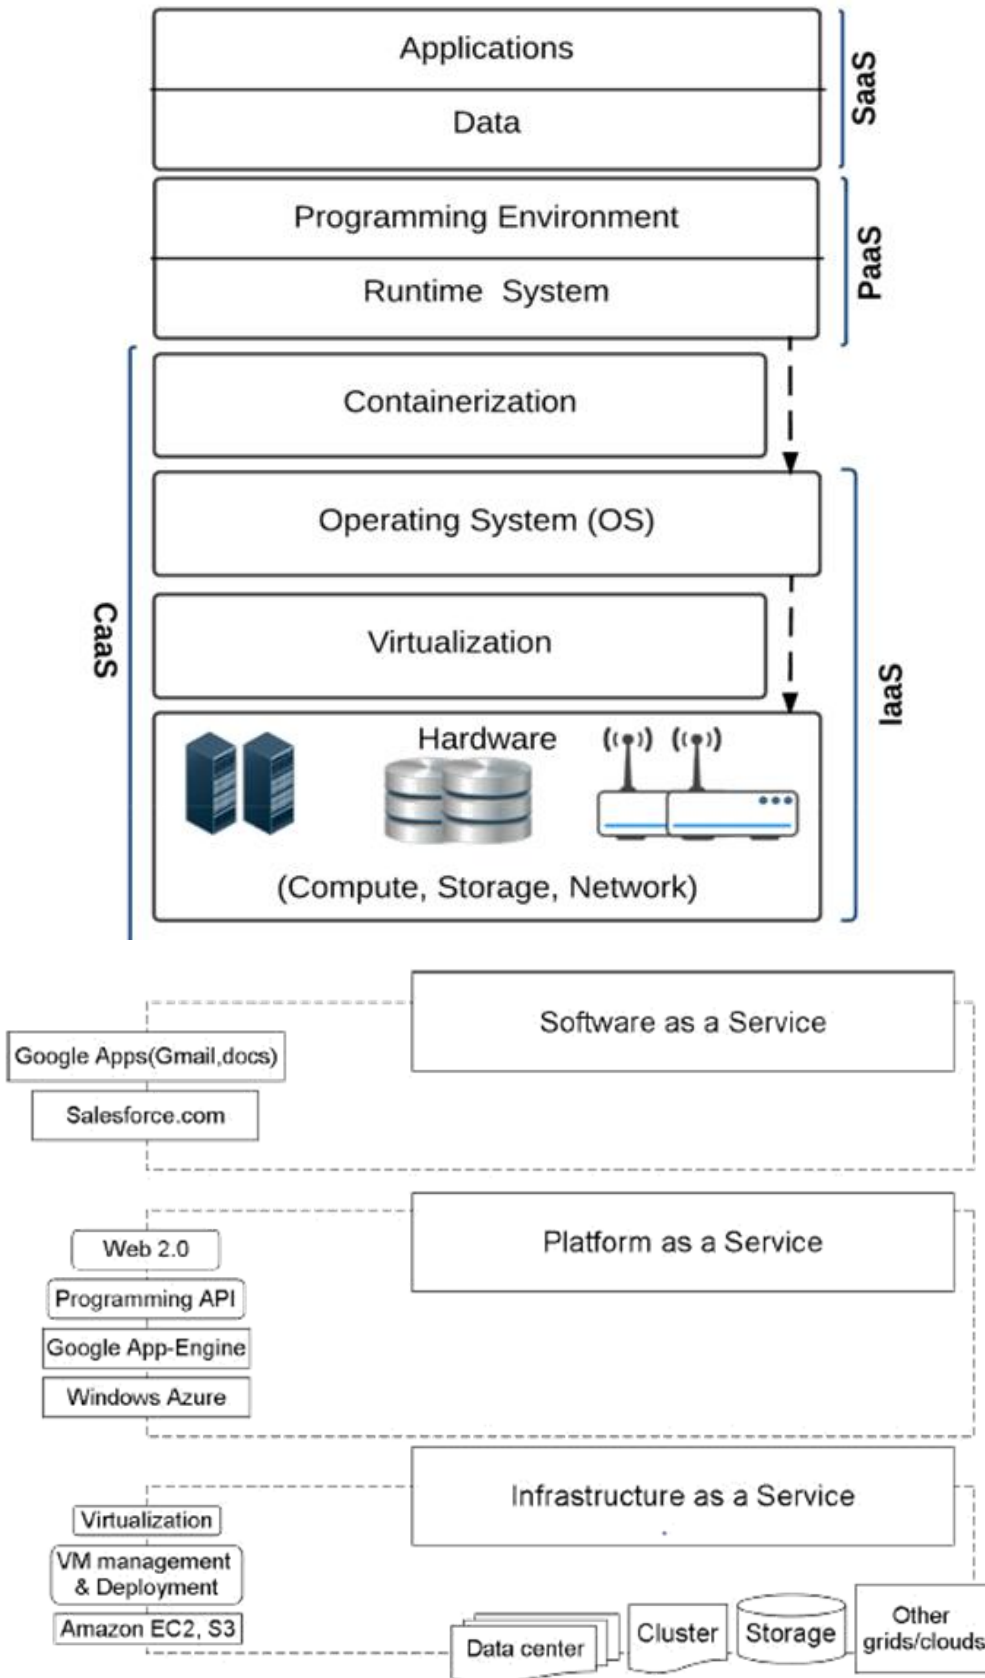 Applications
SaaS
Data
Programming Environment
PaaS
Runtime  System
Containerization
Operating System (OS)
CaaS
Virtualization
IaaS
Hardware
(Compute, Storage, Network)
Software as a Service
Google Apps(Gmail,docs)
Salesforce.com
Platform as a Service
Web 2.0
Programming API
Google App-Engine
Windows Azure
Infrastructure as a Service
Virtualization
VM management
& Deployment
Amazon EC2, S3
Data center
Cluster
Storage
Other
grids/clouds